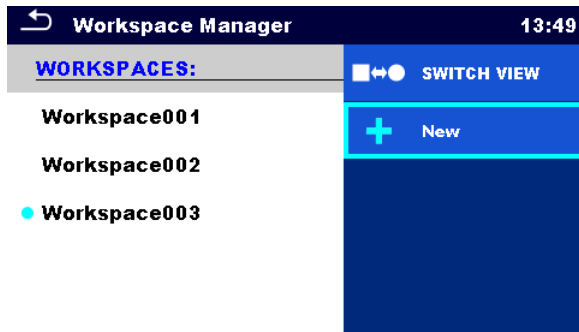 Workspace Manager 13:49
WORKSPACES:
SWITCH VIEW
Workspace001
New
Workspace002
Workspace003